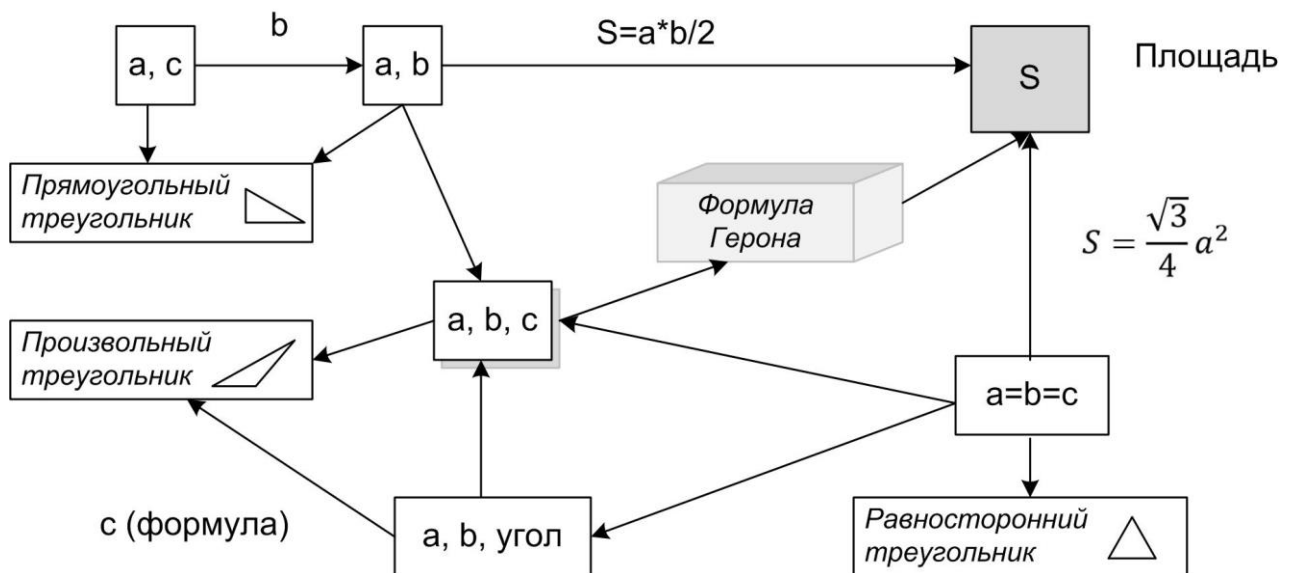 b
S=a*b/2
a, c
a, b
S
Площадь
Прямоугольный
треугольник
Формула
Герона
S = √3/4 a²
a, b, c
Произвольный
треугольник
a=b=c
c (формула)
a, b, угол
Равносторонний
треугольник